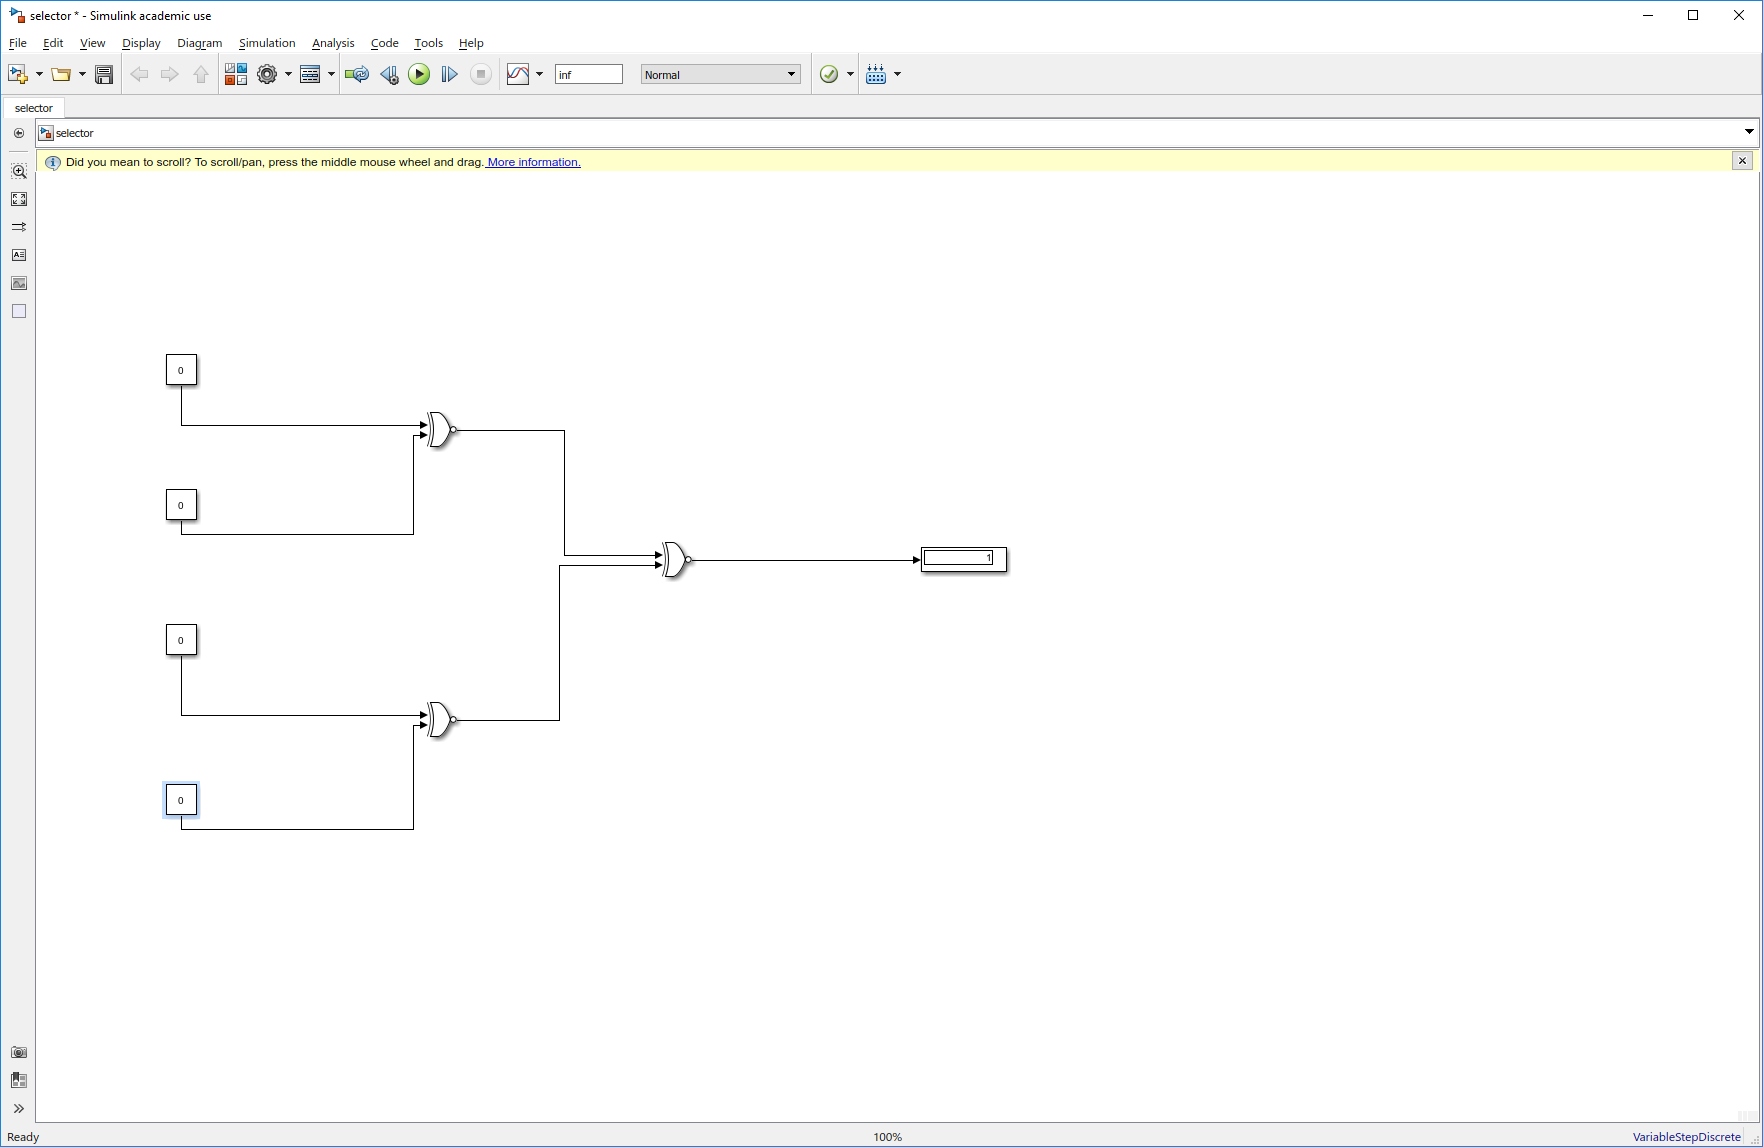 selector * - Simulink academic use
File Edit View Display Diagram Simulation Analysis Code Tools Help
inf Normal
selector
selector
Did you mean to scroll? To scroll/pan, press the middle mouse wheel and drag. More information.
0
0
1
0
0
Ready 100% VariableStepDiscrete